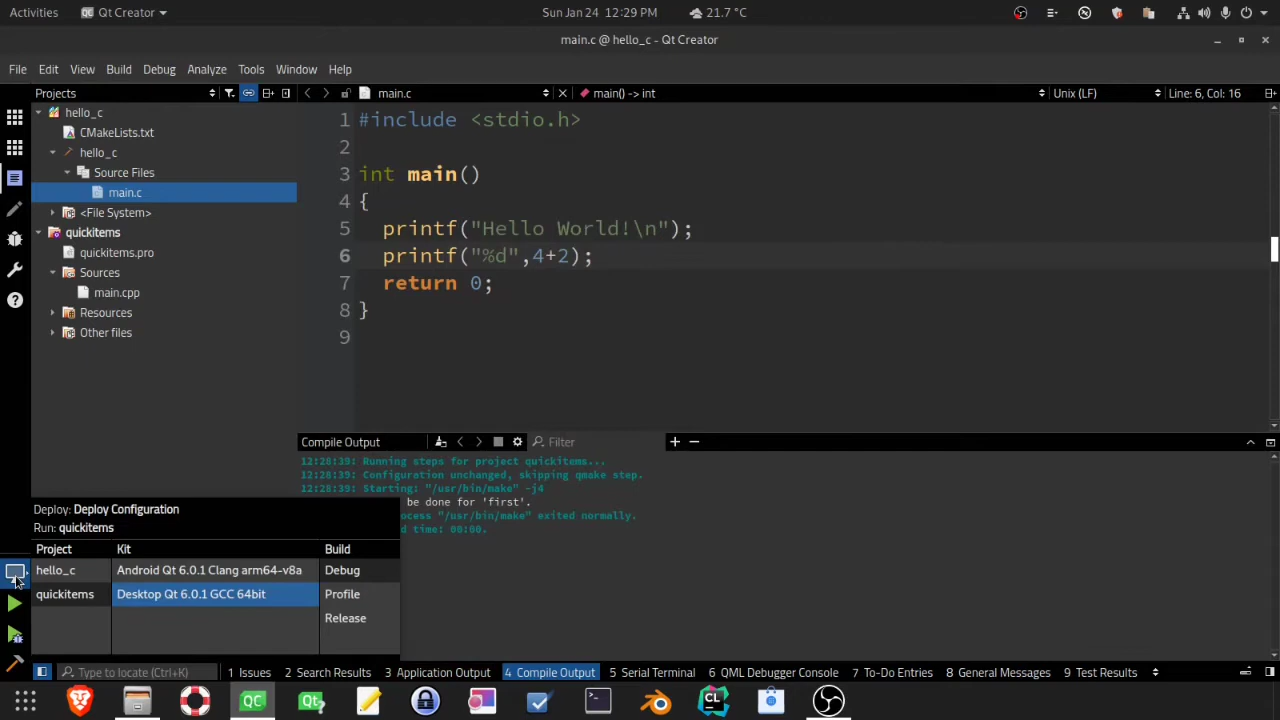 Activities
Qt Creator
Sun Jan 24 12:29 PM
21.7 °C
main.c @ hello_c - Qt Creator
File Edit View Build Debug Analyze Tools Window Help
Projects
main.c
main() -> int
Unix (LF)
Line: 6, Col: 16
hello_c
CMakeLists.txt
hello_c
Source Files
main.c
<File System>
quickitems
quickitems.pro
Sources
main.cpp
Resources
Other files
1 #include <stdio.h>
2
3 int main()
4 {
5 printf("Hello World!\n");
6 printf("%d",4+2);
7 return 0;
8 }
9
Compile Output
Filter
12:28:39: Running steps for project quickitems...
12:28:39: Configuration unchanged, skipping qmake step.
12:28:39: Starting: "/usr/bin/make" -j4
be done for 'first'.
ocess "/usr/bin/make" exited normally.
d time: 00:00.
Deploy: Deploy Configuration
Run: quickitems
Project Kit Build
hello_c Android Qt 6.0.1 Clang arm64-v8a Debug
quickitems Desktop Qt 6.0.1 GCC 64bit Profile
Release
Type to locate (Ctrl+K)
1 Issues 2 Search Results 3 Application Output 4 Compile Output 5 Serial Terminal 6 QML Debugger Console 7 To-Do Entries 8 General Messages 9 Test Results
QC
Qt?
CL